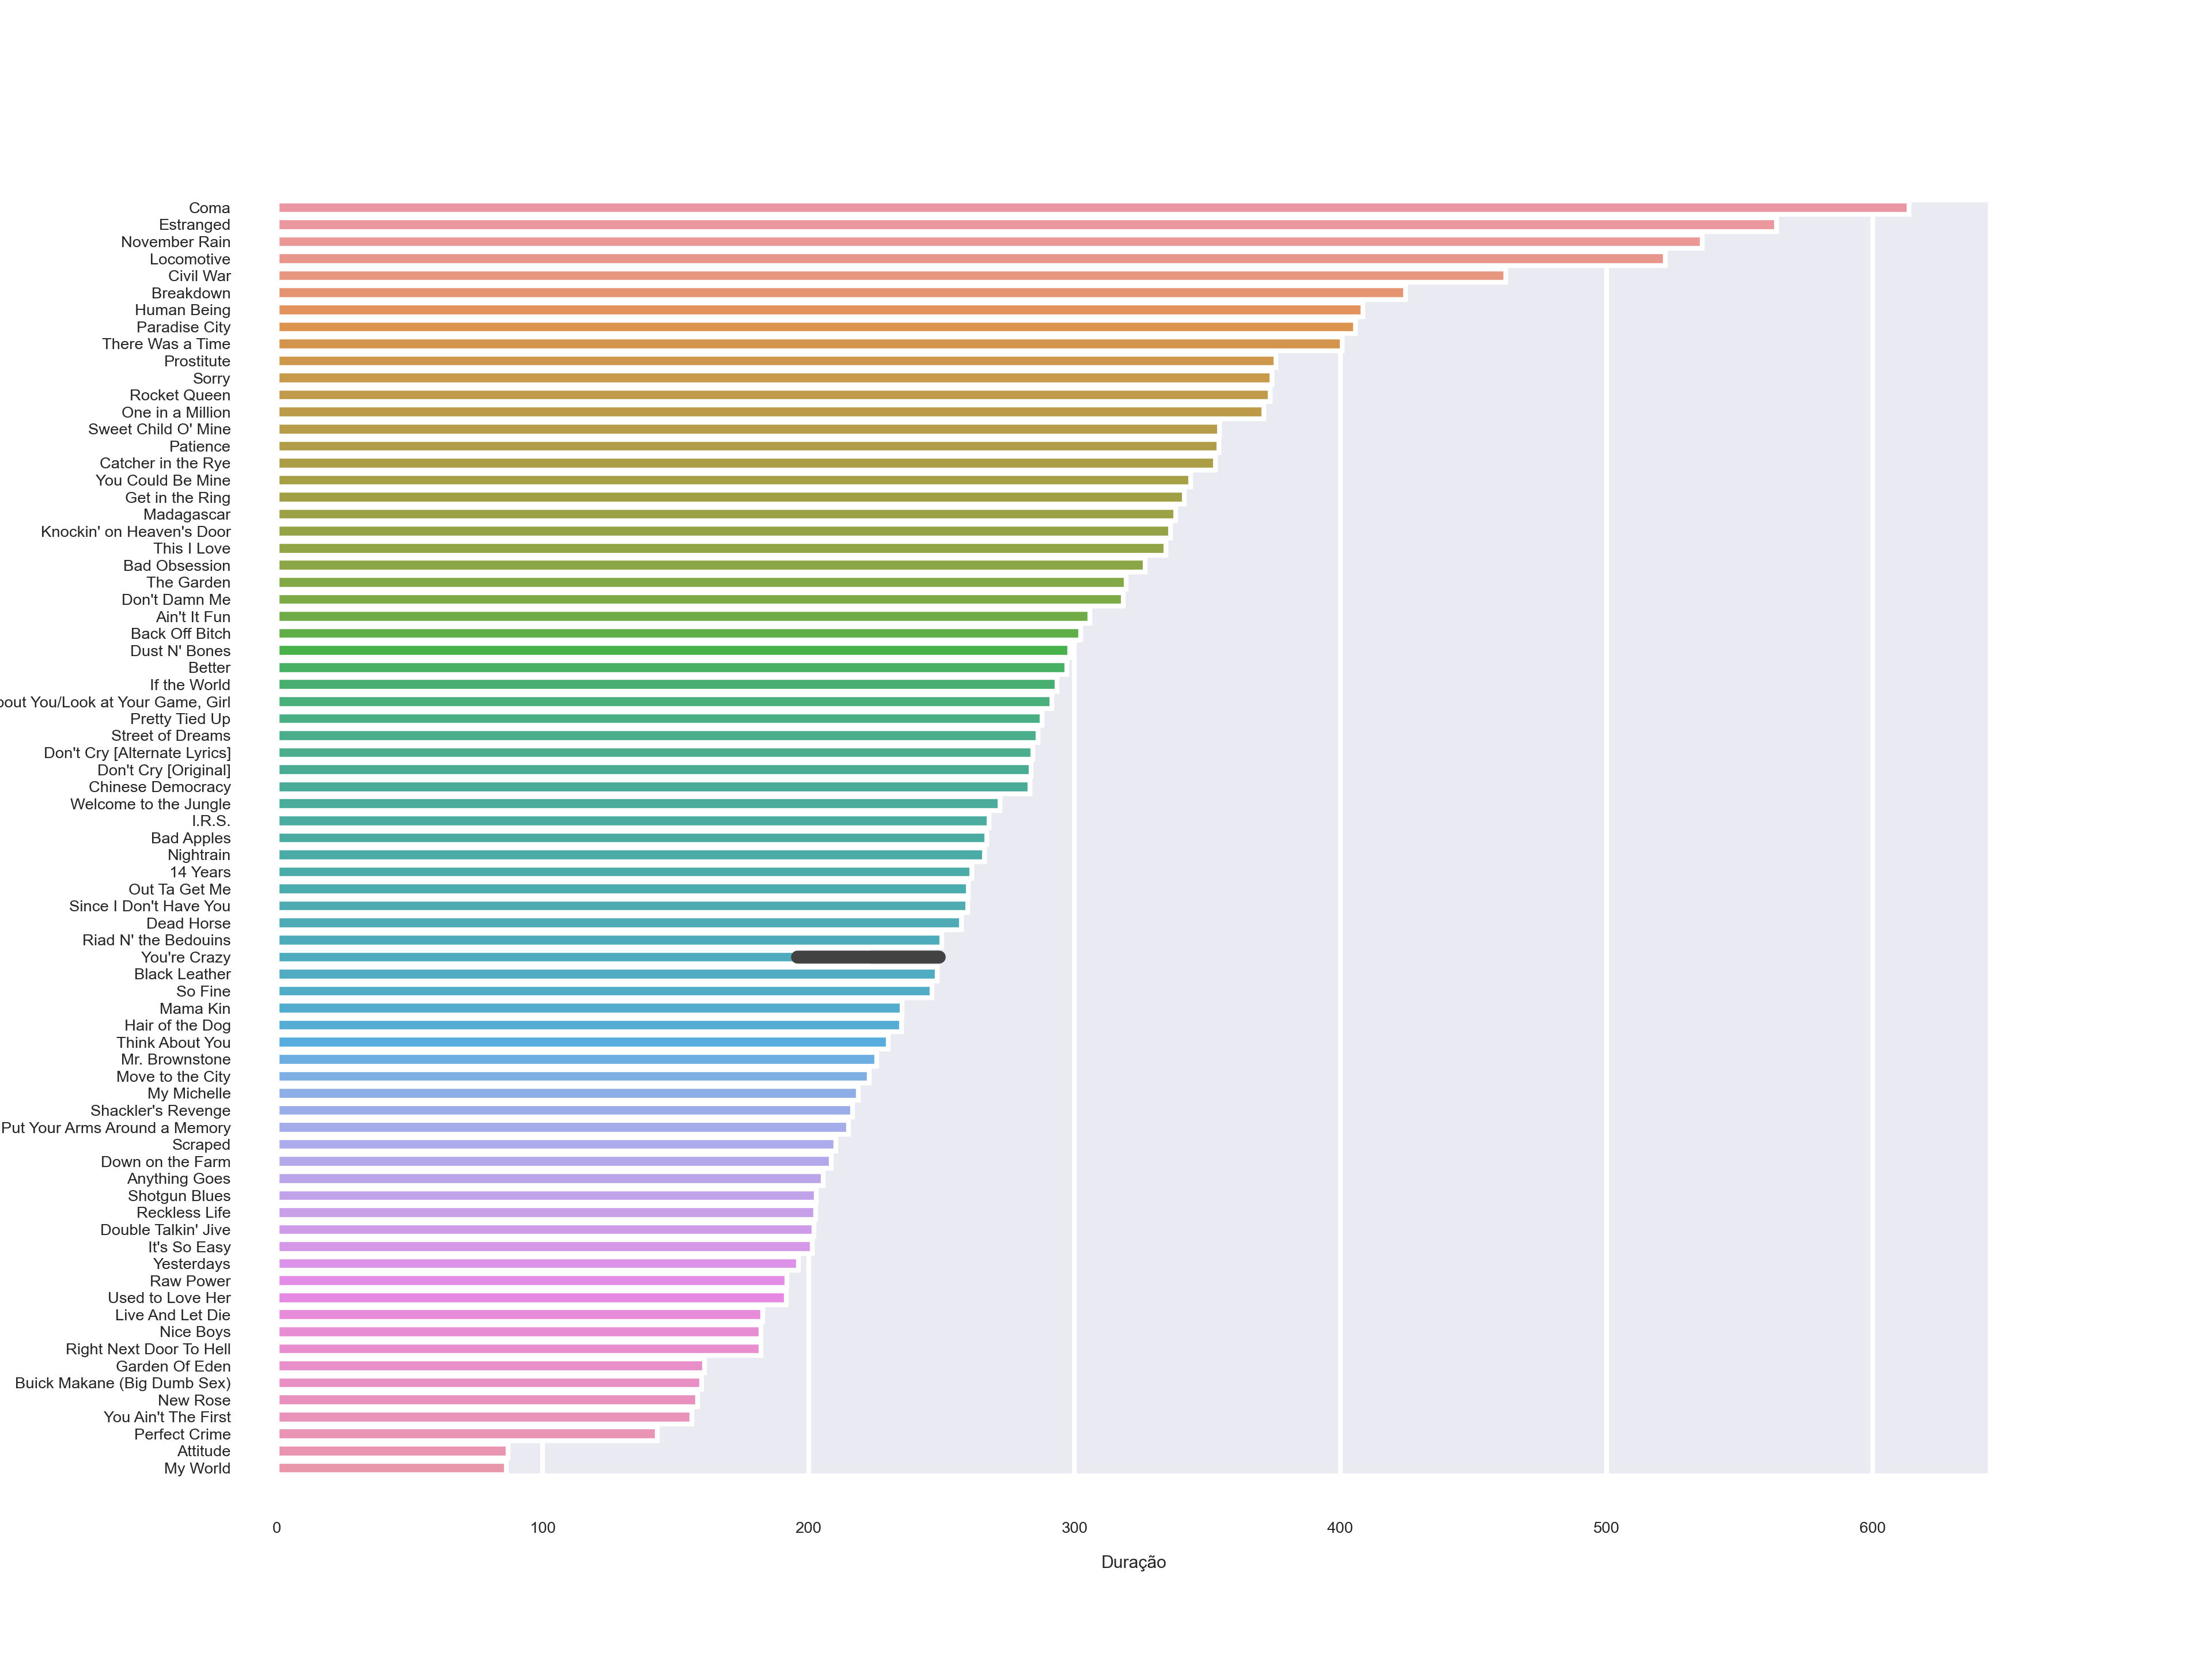 Coma
Estranged
November Rain
Locomotive
Civil War
Breakdown
Human Being
Paradise City
There Was a Time
Prostitute
Sorry
Rocket Queen
One in a Million
Sweet Child O' Mine
Patience
Catcher in the Rye
You Could Be Mine
Get in the Ring
Madagascar
Knockin' on Heaven's Door
This I Love
Bad Obsession
The Garden
Don't Damn Me
Ain't It Fun
Back Off Bitch
Dust N' Bones
Better
If the World
You/Look at Your Game, Girl
Pretty Tied Up
Street of Dreams
Don't Cry [Alternate Lyrics]
Don't Cry [Original]
Chinese Democracy
Welcome to the Jungle
I.R.S.
Bad Apples
Nightrain
14 Years
Out Ta Get Me
Since I Don't Have You
Dead Horse
Riad N' the Bedouins
You're Crazy
Black Leather
So Fine
Mama Kin
Hair of the Dog
Think About You
Mr. Brownstone
Move to the City
My Michelle
Shackler's Revenge
Put Your Arms Around a Memory
Scraped
Down on the Farm
Anything Goes
Shotgun Blues
Reckless Life
Double Talkin' Jive
It's So Easy
Yesterdays
Raw Power
Used to Love Her
Live And Let Die
Nice Boys
Right Next Door To Hell
Garden Of Eden
Buick Makane (Big Dumb Sex)
New Rose
You Ain't The First
Perfect Crime
Attitude
My World
0 100 200 300 400 500 600
Duração